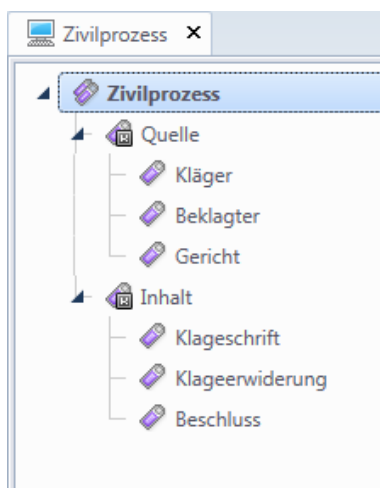 Zivilprozess
Zivilprozess
Quelle
Kläger
Beklagter
Gericht
Inhalt
Klageschrift
Klageerwiderung
Beschluss